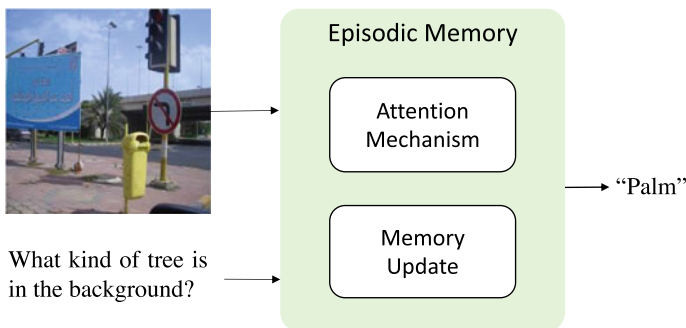 Episodic Memory
Attention
Mechanism
“Palm”
Memory
Update
What kind of tree is
in the background?